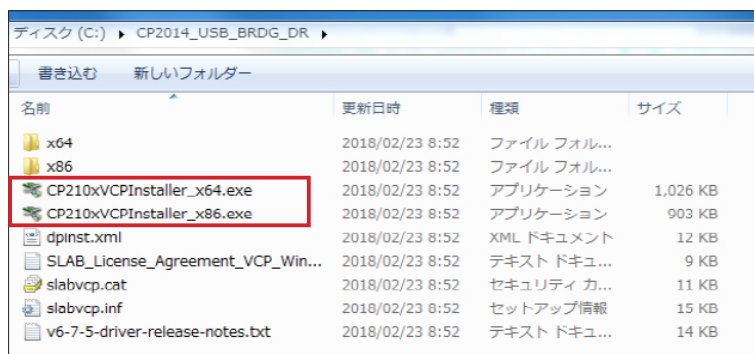 ディスク (C:) ▸ CP2014_USB_BRDG_DR ▸
書き込む 新しいフォルダー
名前 更新日時 種類 サイズ
x64 2018/02/23 8:52 ファイル フォル...
x86 2018/02/23 8:52 ファイル フォル...
CP210xVCPInstaller_x64.exe 2018/02/23 8:52 アプリケーション 1,026 KB
CP210xVCPInstaller_x86.exe 2018/02/23 8:52 アプリケーション 903 KB
dpinst.xml 2018/02/23 8:52 XML ドキュメント 12 KB
SLAB_License_Agreement_VCP_Win... 2018/02/23 8:52 テキスト ドキュ... 9 KB
slabvcp.cat 2018/02/23 8:52 セキュリティ カ... 11 KB
slabvcp.inf 2018/02/23 8:52 セットアップ情報 15 KB
v6-7-5-driver-release-notes.txt 2018/02/23 8:52 テキスト ドキュ... 14 KB